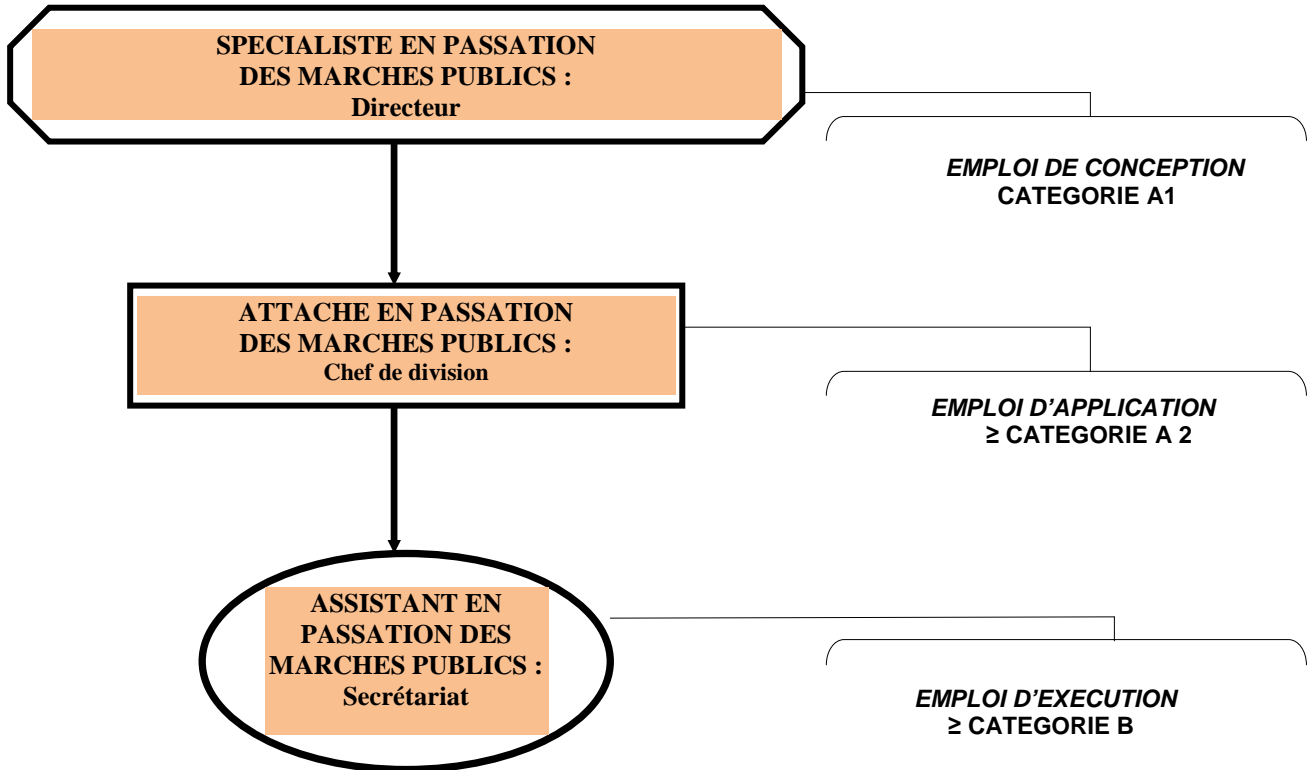 SPECIALISTE EN PASSATION
DES MARCHES PUBLICS :
Directeur
EMPLOI DE CONCEPTION
CATEGORIE A1
ATTACHE EN PASSATION
DES MARCHES PUBLICS :
Chef de division
EMPLOI D’APPLICATION
≥ CATEGORIE A 2
ASSISTANT EN
PASSATION DES
MARCHES PUBLICS :
Secrétariat
EMPLOI D’EXECUTION
≥ CATEGORIE B